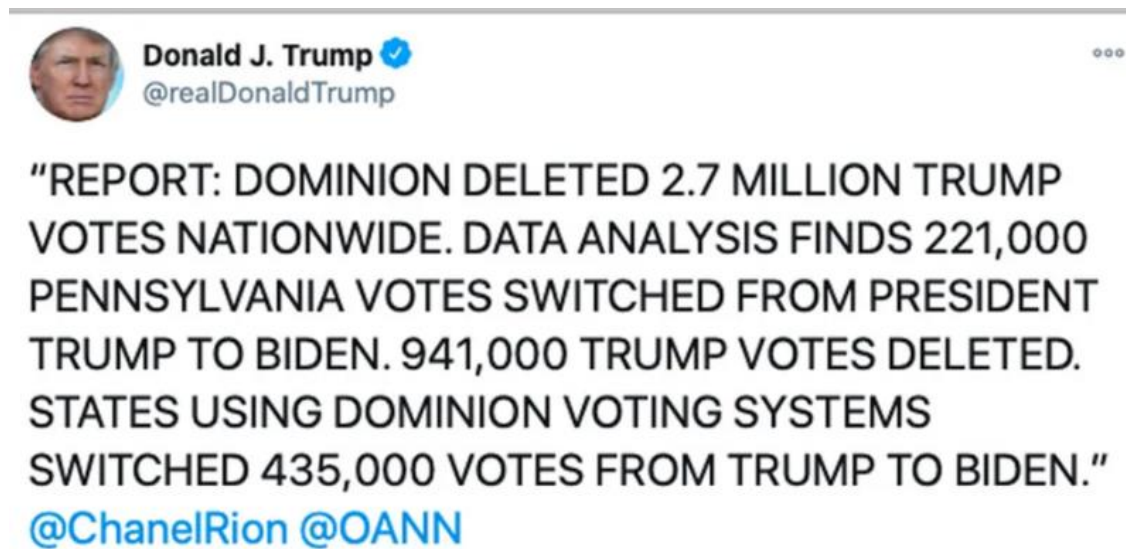 Donald J. Trump
@realDonaldTrump
“REPORT: DOMINION DELETED 2.7 MILLION TRUMP
VOTES NATIONWIDE. DATA ANALYSIS FINDS 221,000
PENNSYLVANIA VOTES SWITCHED FROM PRESIDENT
TRUMP TO BIDEN. 941,000 TRUMP VOTES DELETED.
STATES USING DOMINION VOTING SYSTEMS
SWITCHED 435,000 VOTES FROM TRUMP TO BIDEN.”
@ChanelRion @OANN